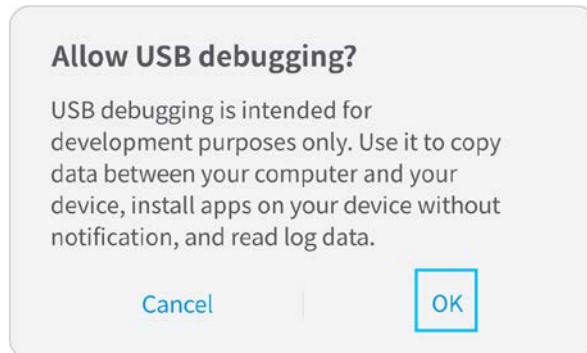 Allow USB debugging?
USB debugging is intended for
development purposes only. Use it to copy
data between your computer and your
device, install apps on your device without
notification, and read log data.
Cancel
OK